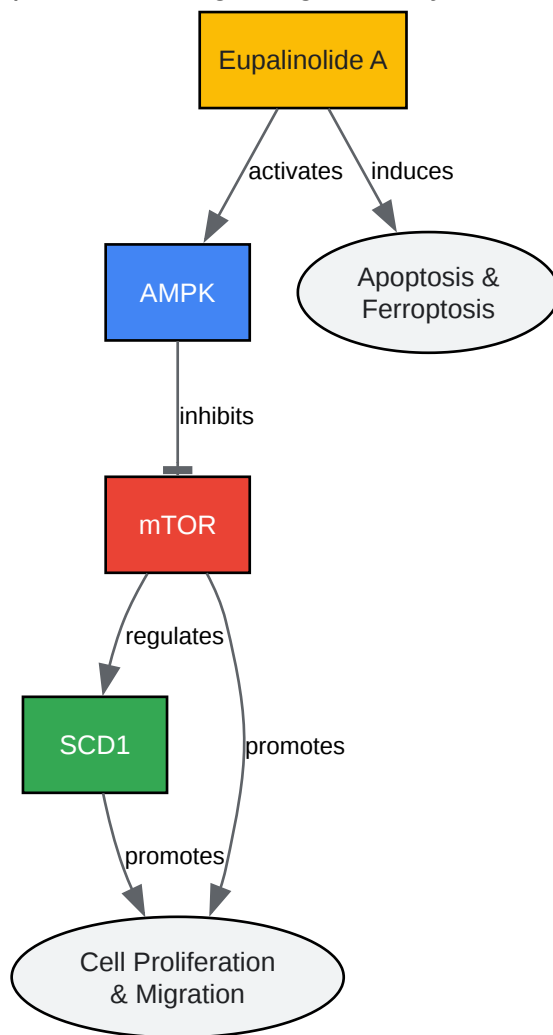 Eupalinolide A
activates
induces
AMPK
Apoptosis &
Ferroptosis
inhibits
mTOR
regulates
SCD1
promotes
promotes
Cell Proliferation
& Migration